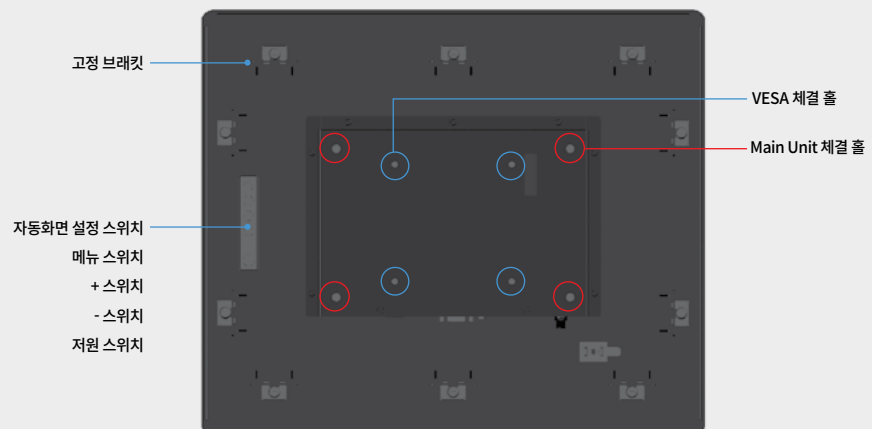 고정 브래킷
VESA 체결 홀
Main Unit 체결 홀
자동화면 설정 스위치
메뉴 스위치
+ 스위치
- 스위치
저원 스위치